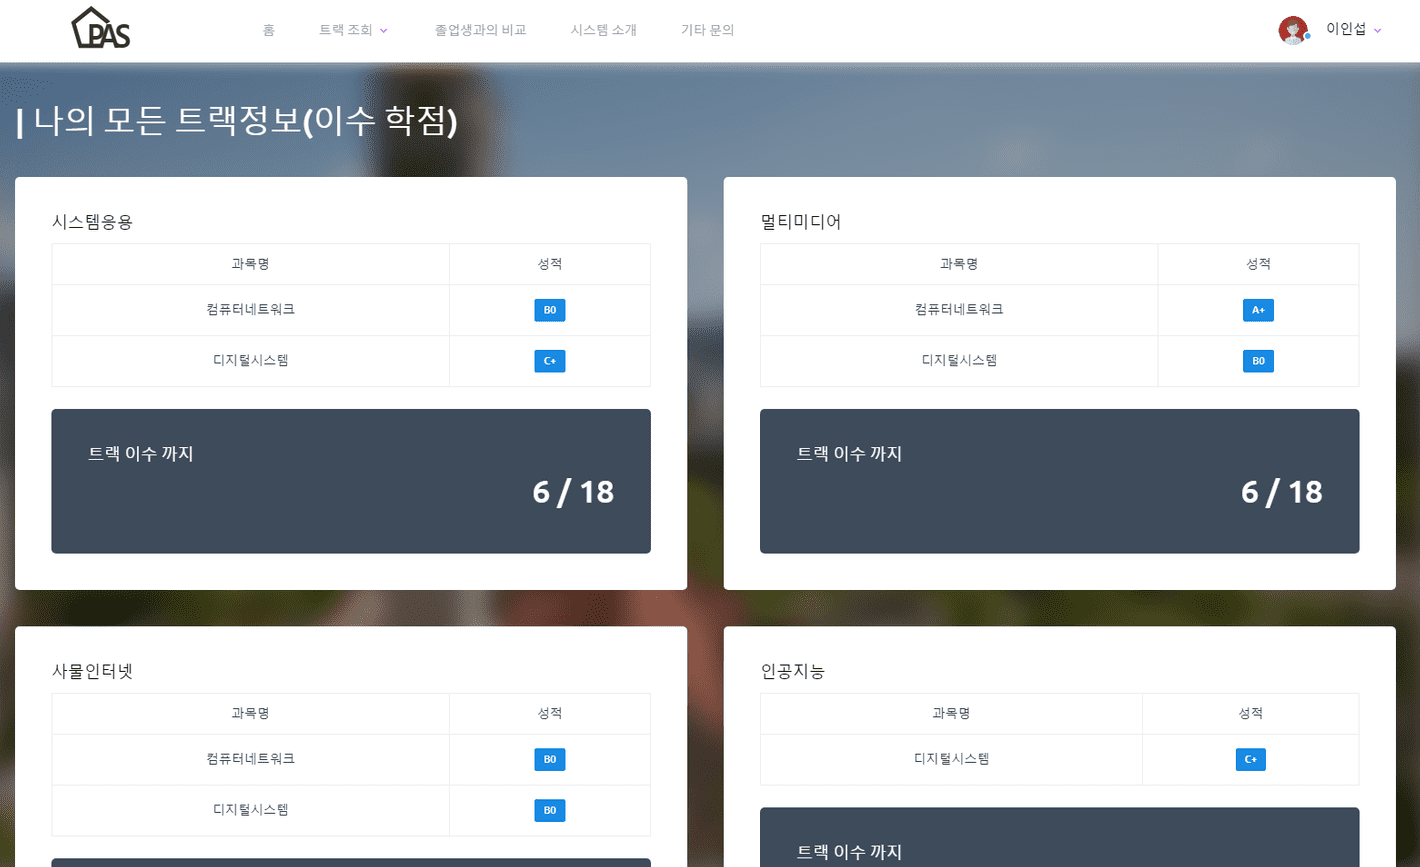 PAS
홈 트랙 조회 졸업생과의 비교 시스템 소개 기타 문의 이인섭
| 나의 모든 트랙정보(이수 학점)
시스템응용
과목명 성적
컴퓨터네트워크 B0
디지털시스템 C+
트랙 이수 까지
6 / 18
멀티미디어
과목명 성적
컴퓨터네트워크 A+
디지털시스템 B0
트랙 이수 까지
6 / 18
사물인터넷
과목명 성적
컴퓨터네트워크 B0
디지털시스템 B0
인공지능
과목명 성적
디지털시스템 C+
트랙 이수 까지